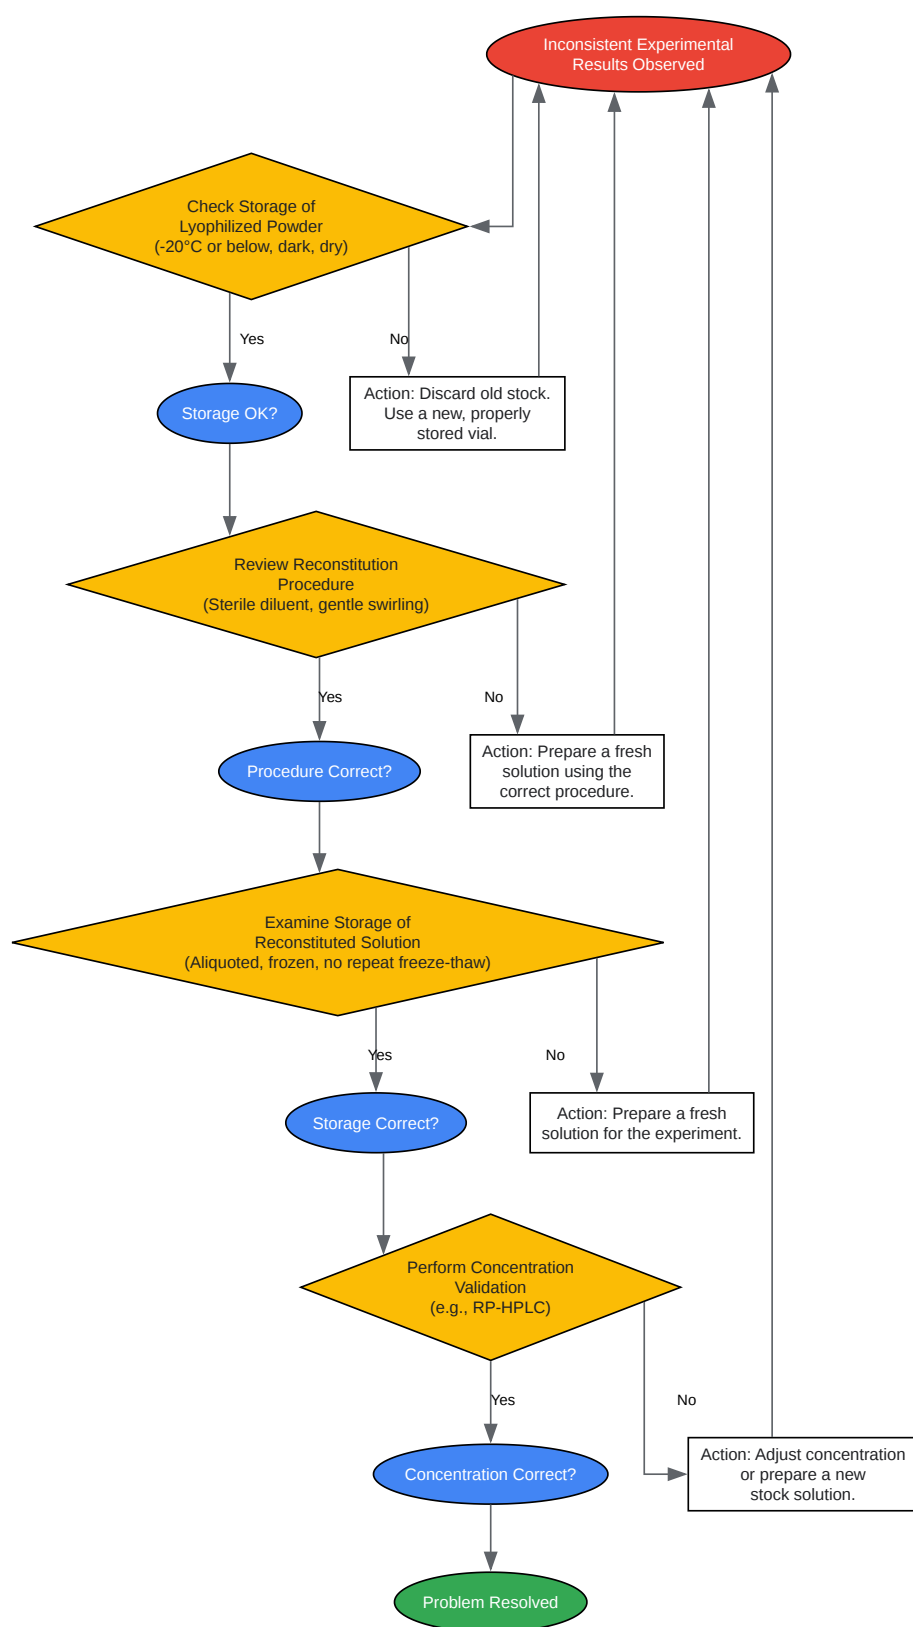 Inconsistent Experimental
Results Observed
Check Storage of
Lyophilized Powder
(-20°C or below, dark, dry)
Yes
No
Storage OK?
Action: Discard old stock.
Use a new, properly
stored vial.
Review Reconstitution
Procedure
(Sterile diluent, gentle swirling)
Yes
No
Procedure Correct?
Action: Prepare a fresh
solution using the
correct procedure.
Examine Storage of
Reconstituted Solution
(Aliquoted, frozen, no repeat freeze-thaw)
Yes
No
Storage Correct?
Action: Prepare a fresh
solution for the experiment.
Perform Concentration
Validation
(e.g., RP-HPLC)
Yes
No
Concentration Correct?
Action: Adjust concentration
or prepare a new
stock solution.
Problem Resolved